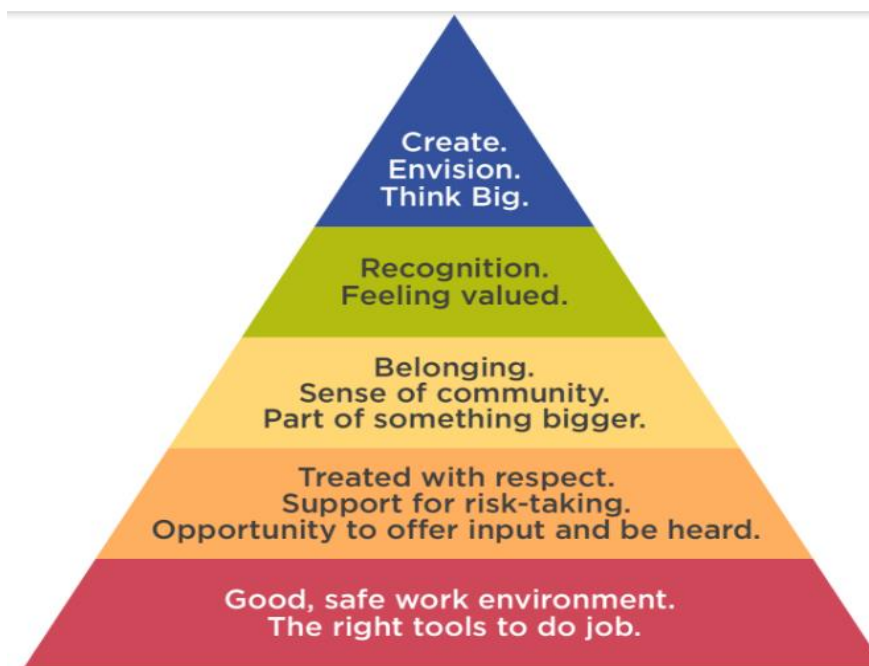 Create.
Envision.
Think Big.
Recognition.
Feeling valued.
Belonging.
Sense of community.
Part of something bigger.
Treated with respect.
Support for risk-taking.
Opportunity to offer input and be heard.
Good, safe work environment.
The right tools to do job.